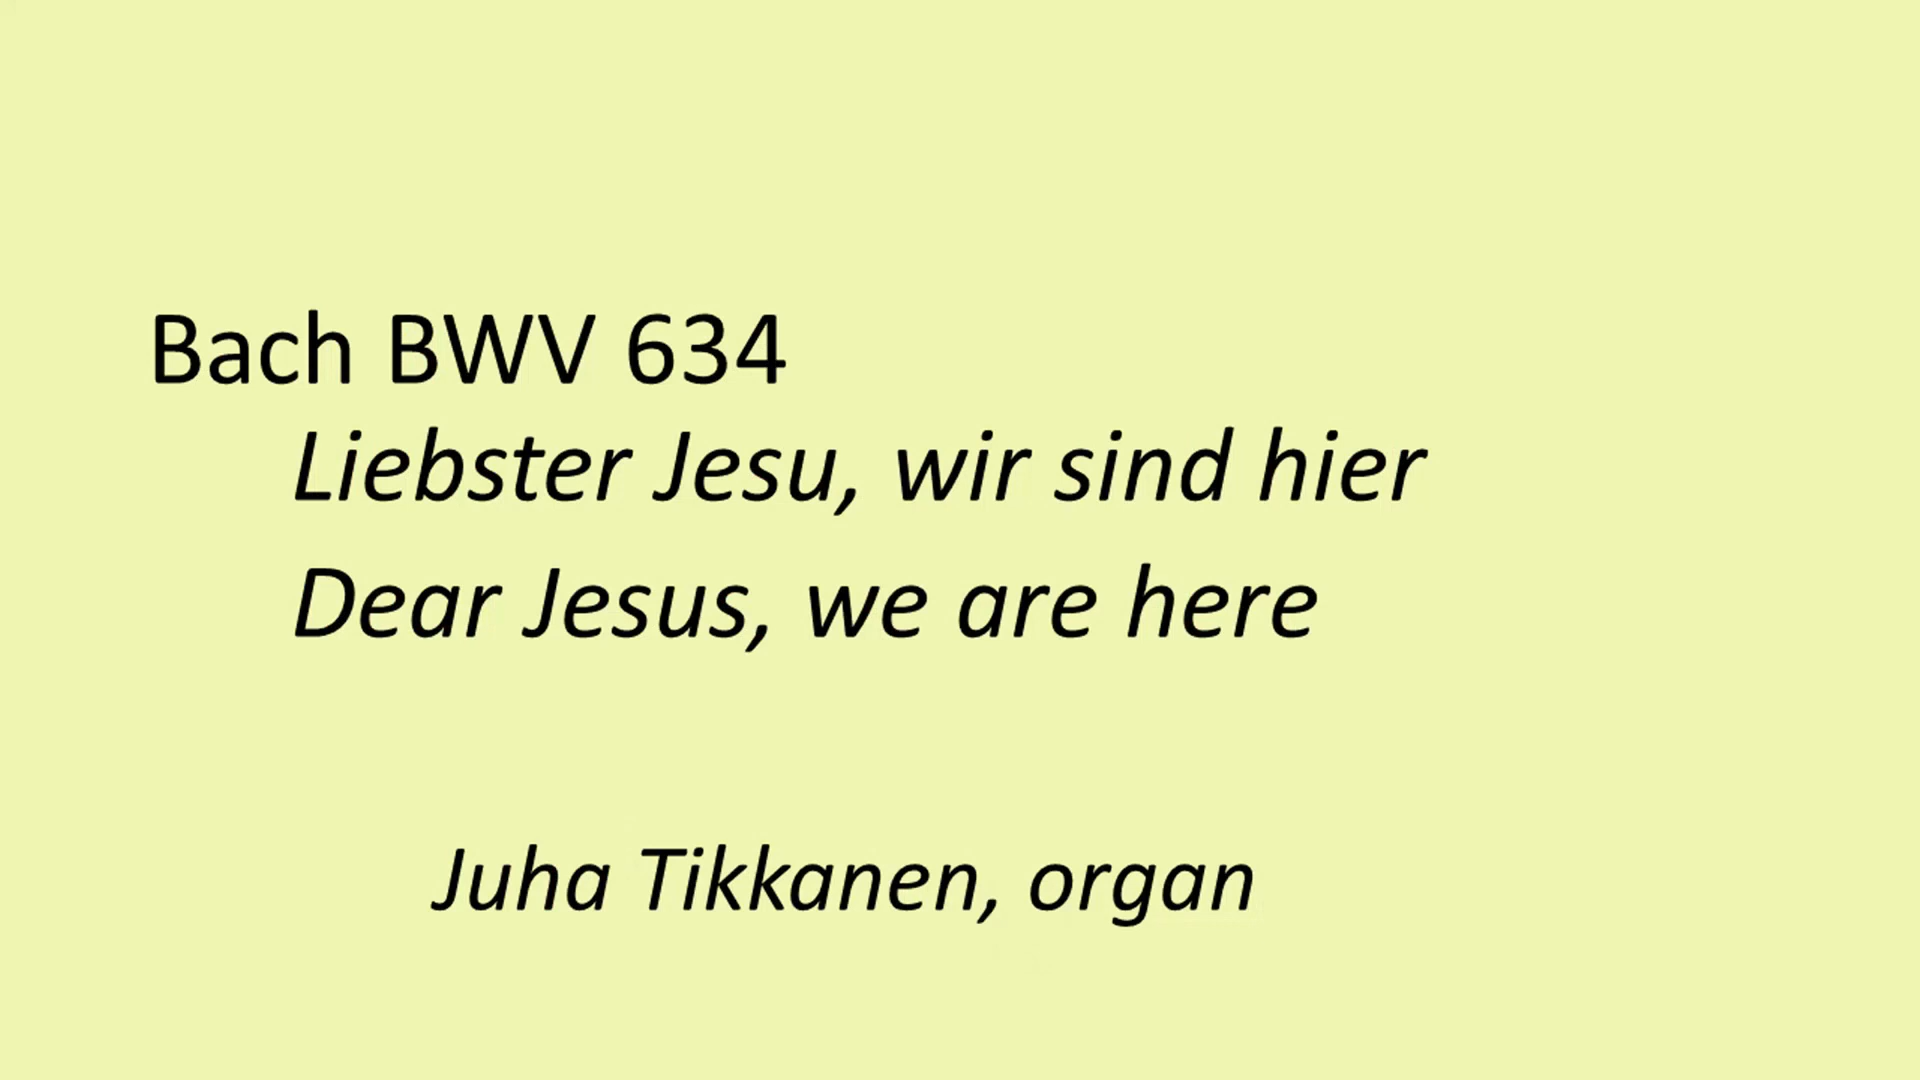 Bach BWV 634
Liebster Jesu, wir sind hier
Dear Jesus, we are here
Juha Tikkanen, organ